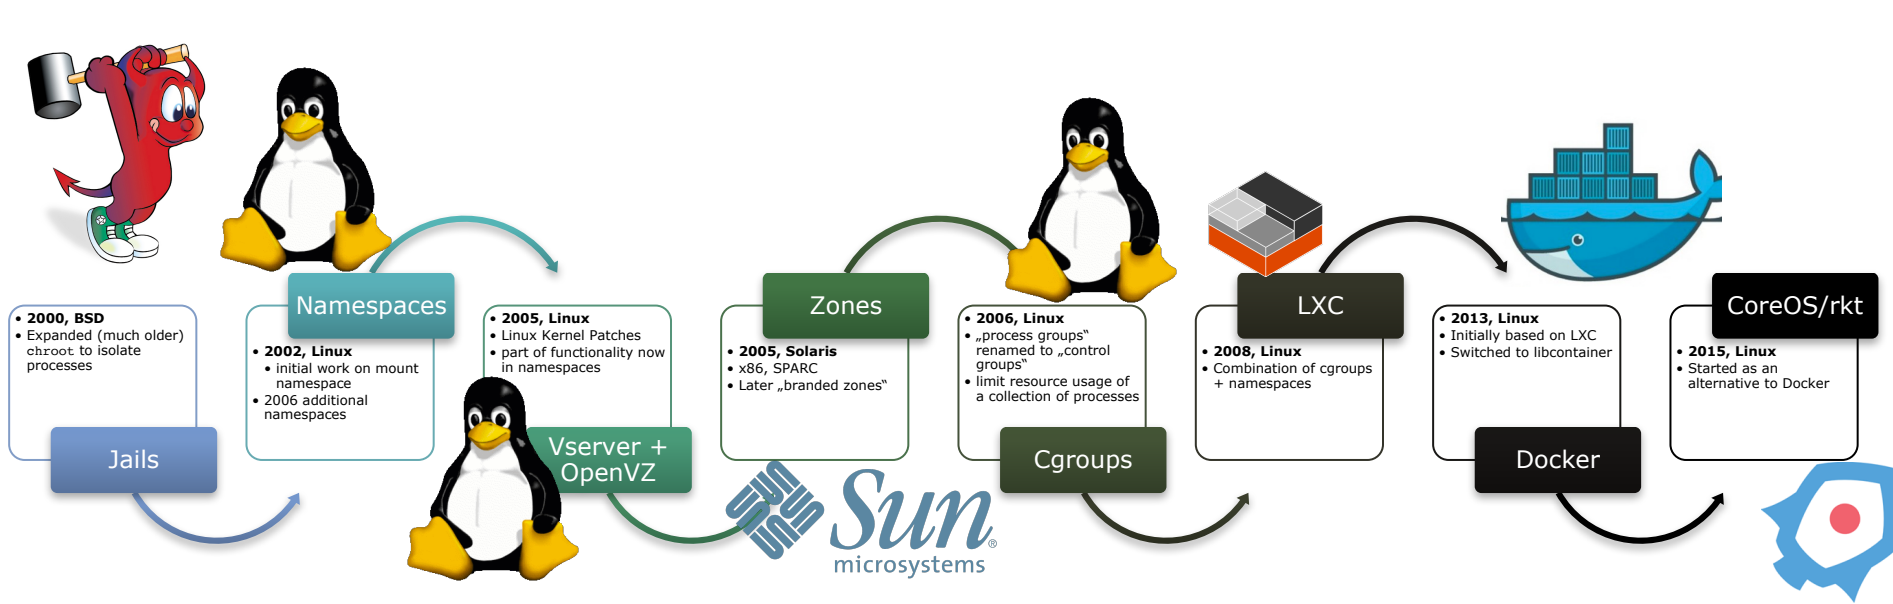 • 2000, BSD
• Expanded (much older)
chroot to isolate
processes
Jails
Namespaces
• 2002, Linux
• initial work on mount
namespace
• 2006 additional
namespaces
• 2005, Linux
• Linux Kernel Patches
• part of functionality now
in namespaces
Vserver +
OpenVZ
Zones
• 2005, Solaris
• x86, SPARC
• Later „branded zones“
Sun
microsystems
®
• 2006, Linux
• „process groups“
renamed to „control
groups“
• limit resource usage of
a collection of processes
Cgroups
LXC
• 2008, Linux
• Combination of cgroups
+ namespaces
• 2013, Linux
• Initially based on LXC
• Switched to libcontainer
Docker
CoreOS/rkt
• 2015, Linux
• Started as an
alternative to Docker